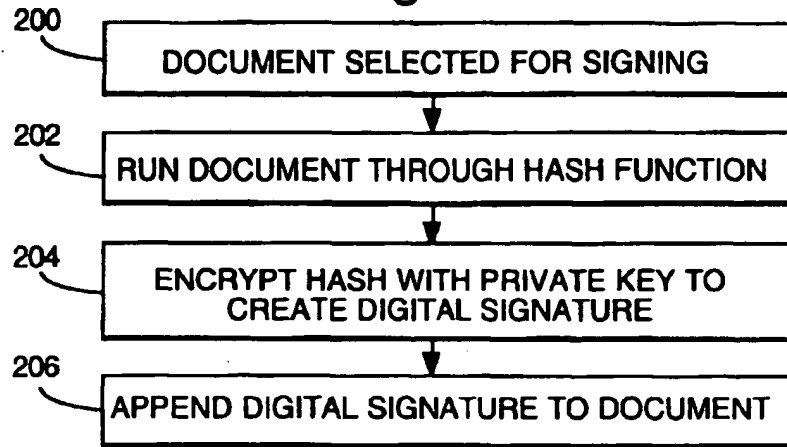 200
DOCUMENT SELECTED FOR SIGNING
202
RUN DOCUMENT THROUGH HASH FUNCTION
204
ENCRYPT HASH WITH PRIVATE KEY TO
CREATE DIGITAL SIGNATURE
206
APPEND DIGITAL SIGNATURE TO DOCUMENT